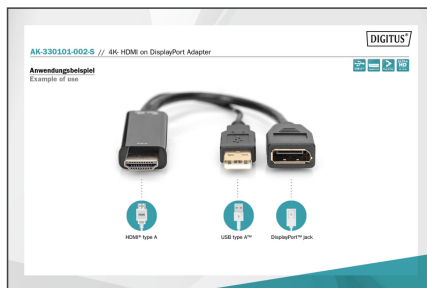 DIGITUS®
AK-330101-002-S // 4K- HDMI on DisplayPort Adapter
Anwendungsbeispiel
Example of use
HD
HDMI® type A
USB type A™
DisplayPort™ jack